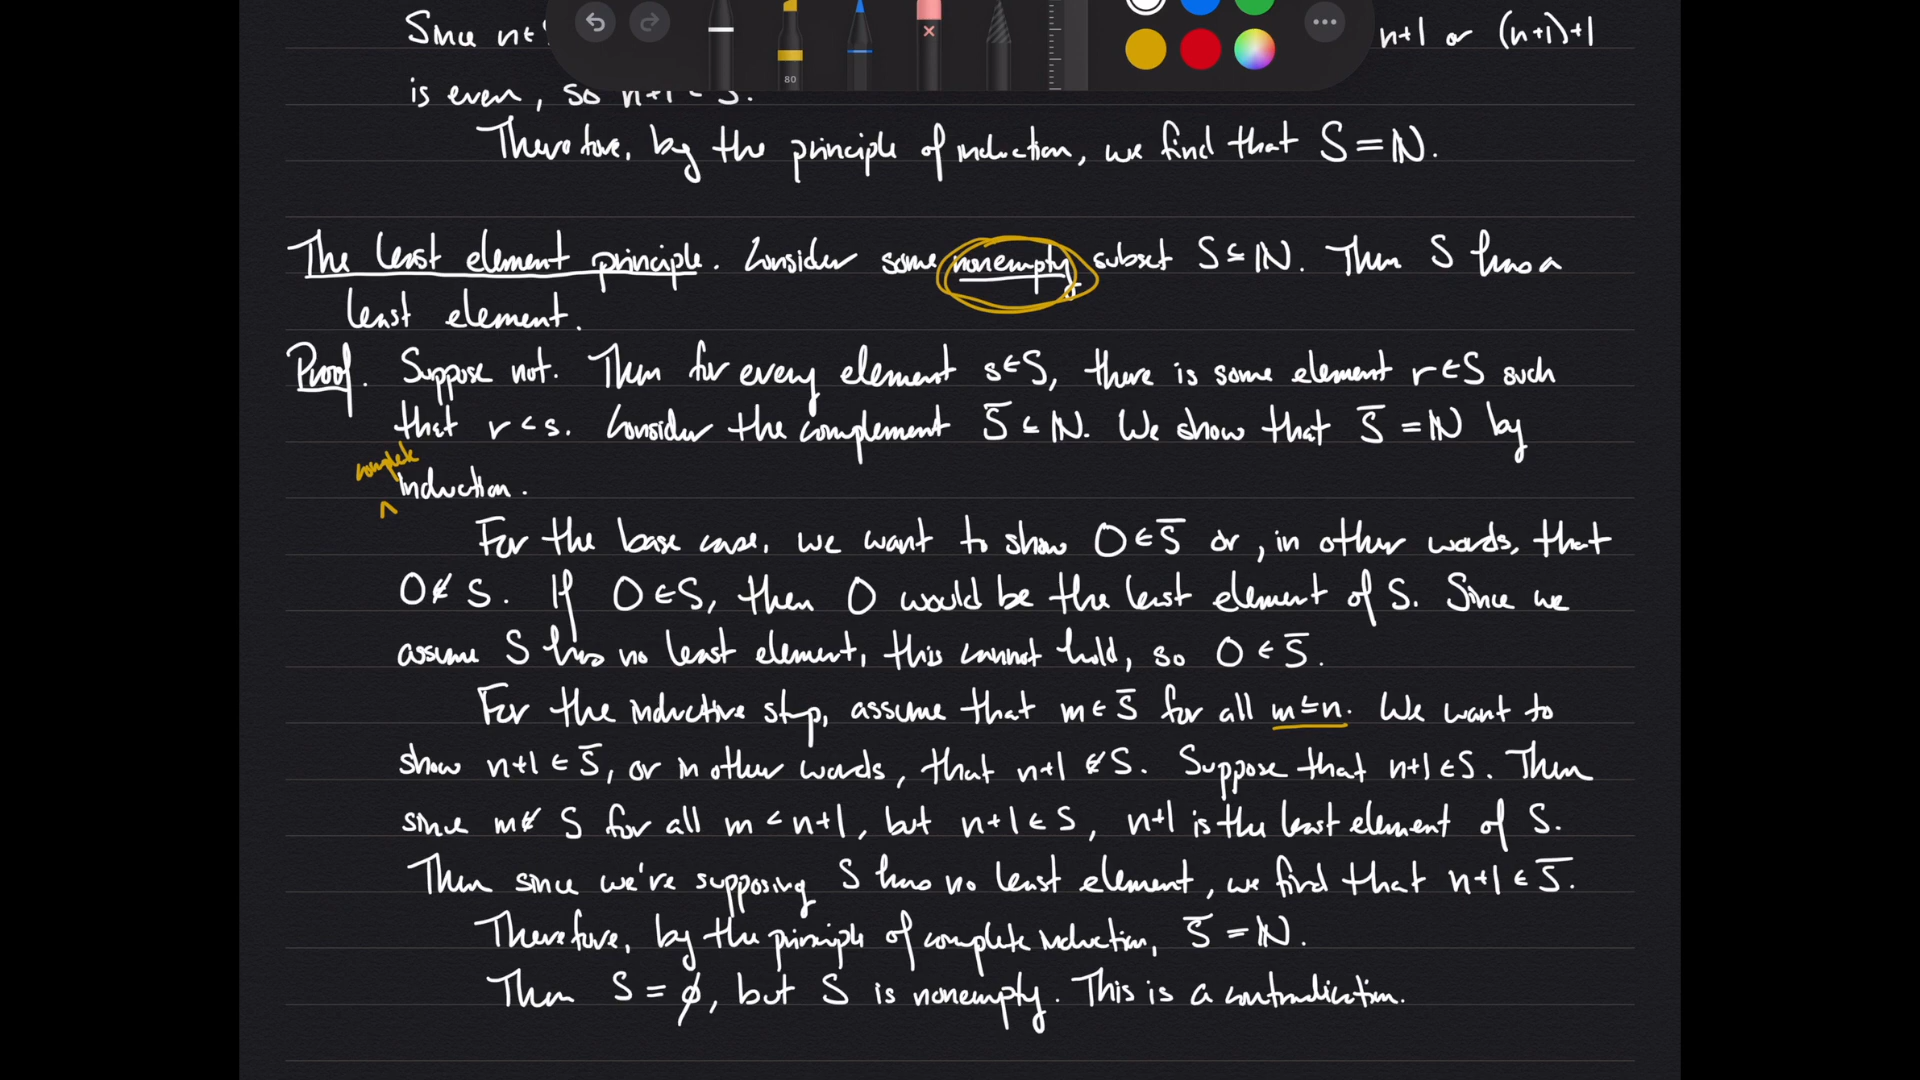 Since n∈ n+1 or (n+1)+1
80
is even, so n+1 ∈ S.
Therefore, by the principle of induction, we find that S = ℕ.
The least element principle. Consider some nonempty subset S ⊆ ℕ. Then S has a
least element.
Proof. Suppose not. Then for every element s∈S, there is some element r∈S such
that r < s. Consider the complement S̅ ⊆ ℕ. We show that S̅ = ℕ by
complete
^ induction.
For the base case, we want to show 0∈S̅ or, in other words, that
0∉S. If 0∈S, then 0 would be the least element of S. Since we
assume S has no least element, this cannot hold, so 0∈S̅.
For the inductive step, assume that m∈S̅ for all m≤n. We want to
show n+1∈S̅, or in other words, that n+1∉S. Suppose that n+1∈S. Then
since m∉S for all m<n+1, but n+1∈S, n+1 is the least element of S.
Then since we're supposing S has no least element, we find that n+1∈S̅.
Therefore, by the principle of complete induction, S̅ = ℕ.
Then S = ∅, but S is nonempty. This is a contradiction.